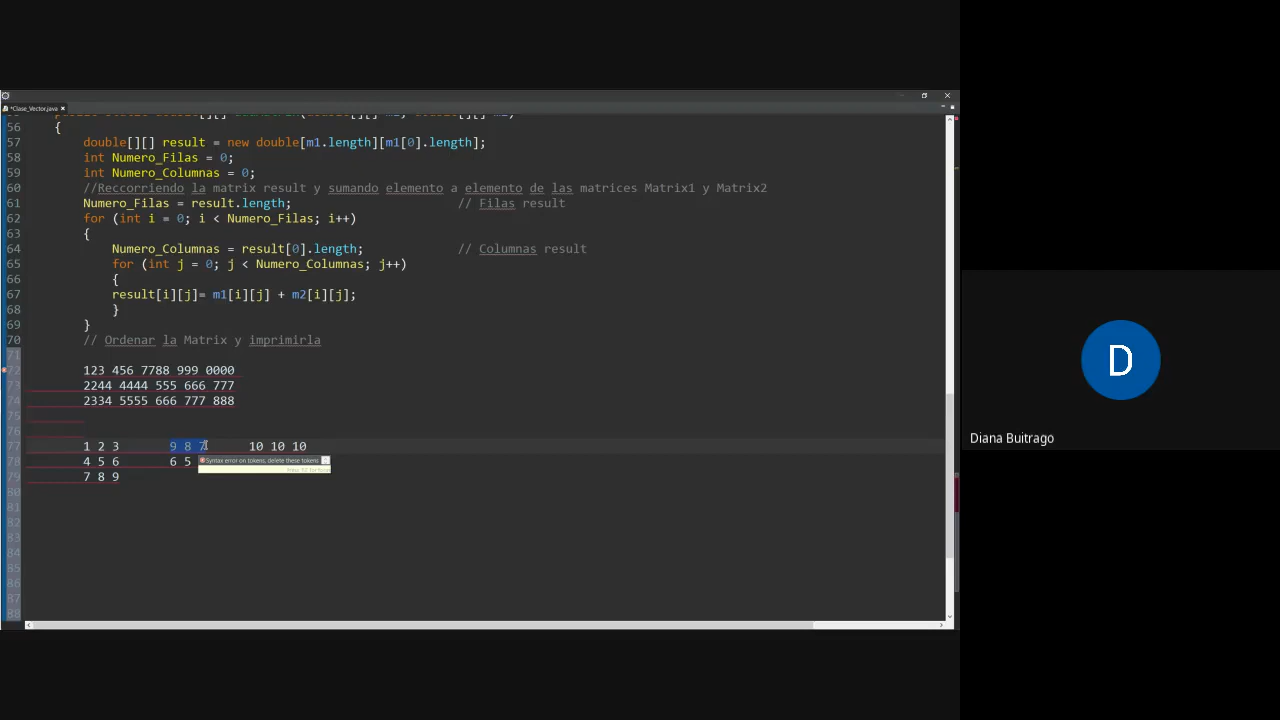 *Clase_Vector.java
56 {
57 double[][] result = new double[m1.length][m1[0].length];
58 int Numero_Filas = 0;
59 int Numero_Columnas = 0;
60 //Reccorriendo la matrix result y sumando elemento a elemento de las matrices Matrix1 y Matrix2
61 Numero_Filas = result.length; // Filas result
62 for (int i = 0; i < Numero_Filas; i++)
63 {
64 Numero_Columnas = result[0].length; // Columnas result
65 for (int j = 0; j < Numero_Columnas; j++)
66 {
67 result[i][j]= m1[i][j] + m2[i][j];
68 }
69 }
70 // Ordenar la Matrix y imprimirla
71
72 123 456 7788 999 0000
73 2244 4444 555 666 777
74 2334 5555 666 777 888
75
76
77 1 2 3 9 8 7 10 10 10
78 4 5 6 6 5
Syntax error on tokens, delete these tokens
79 7 8 9
80
81
82
83
84
85
86
87
88
D
Diana Buitrago